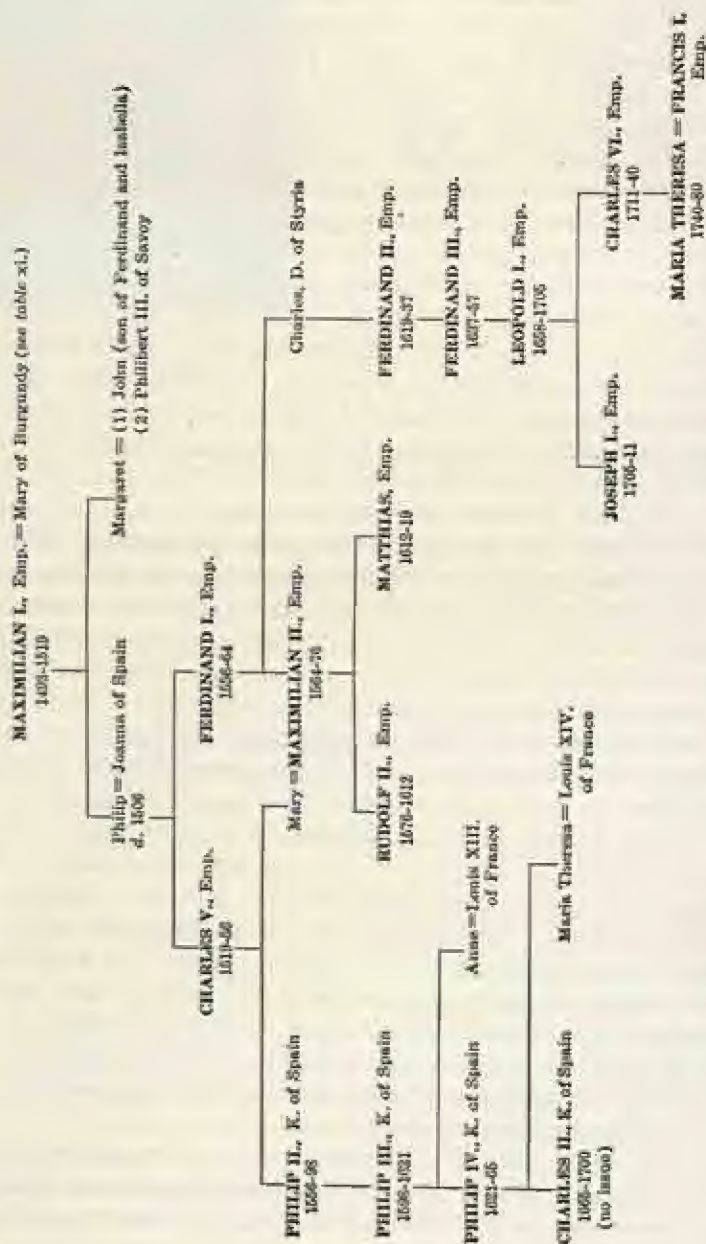 MAXIMILIAN I., Emp. = Mary of Burgundy (see table xi.)
1493-1519
Philip = Joanna of Spain
d. 1506
Margaret = (1) John (son of Ferdinand and Isabella)
(2) Philibert III. of Savoy
CHARLES V., Emp.
1519-56
FERDINAND I., Emp.
1556-64
PHILIP II., K. of Spain
1556-98
Mary = MAXIMILIAN II., Emp.
1564-76
Charles, D. of Styria
PHILIP III., K. of Spain
1598-1621
RUDOLF II., Emp.
1576-1612
MATTHIAS, Emp.
1612-19
FERDINAND II., Emp.
1619-37
PHILIP IV., K. of Spain
1621-65
Anne = Louis XIII.
of France
FERDINAND III., Emp.
1637-57
CHARLES II., K. of Spain
1665-1700
(no issue)
Maria Theresa = Louis XIV.
of France
LEOPOLD I., Emp.
1658-1705
JOSEPH I., Emp.
1705-11
CHARLES VI., Emp.
1711-40
MARIA THERESA = FRANCIS I.
1740-80
Emp.